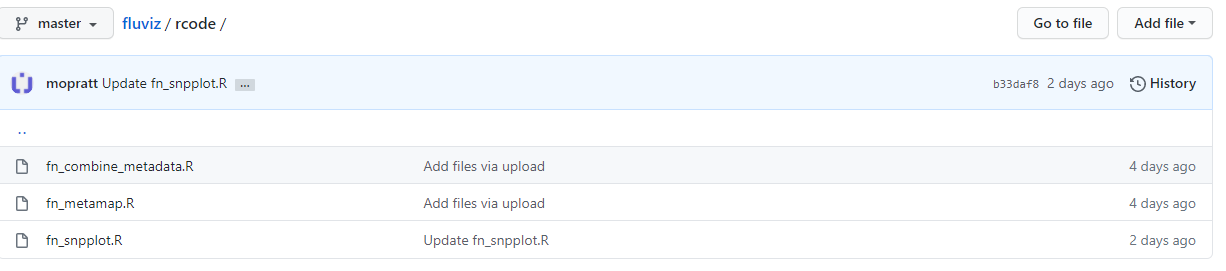 master fluviz / rcode / Go to file Add file
mopratt Update fn_snpplot.R ... b33daf8 2 days ago History
..
fn_combine_metadata.R Add files via upload 4 days ago
fn_metamap.R Add files via upload 4 days ago
fn_snpplot.R Update fn_snpplot.R 2 days ago